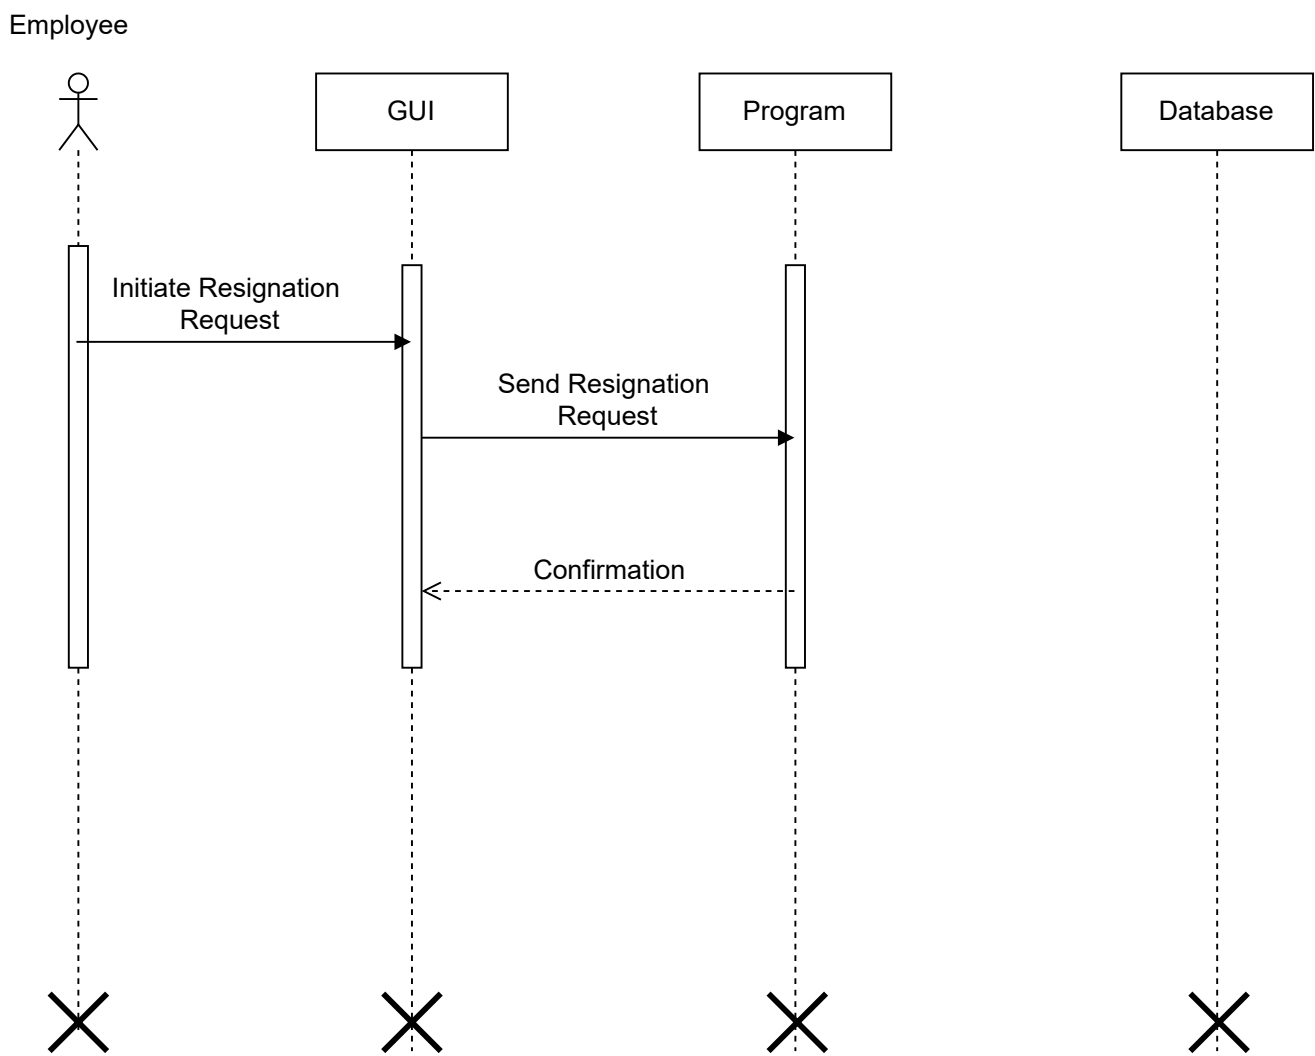 Employee
GUI
Program
Database
Initiate Resignation
Request
Send Resignation
Request
Confirmation